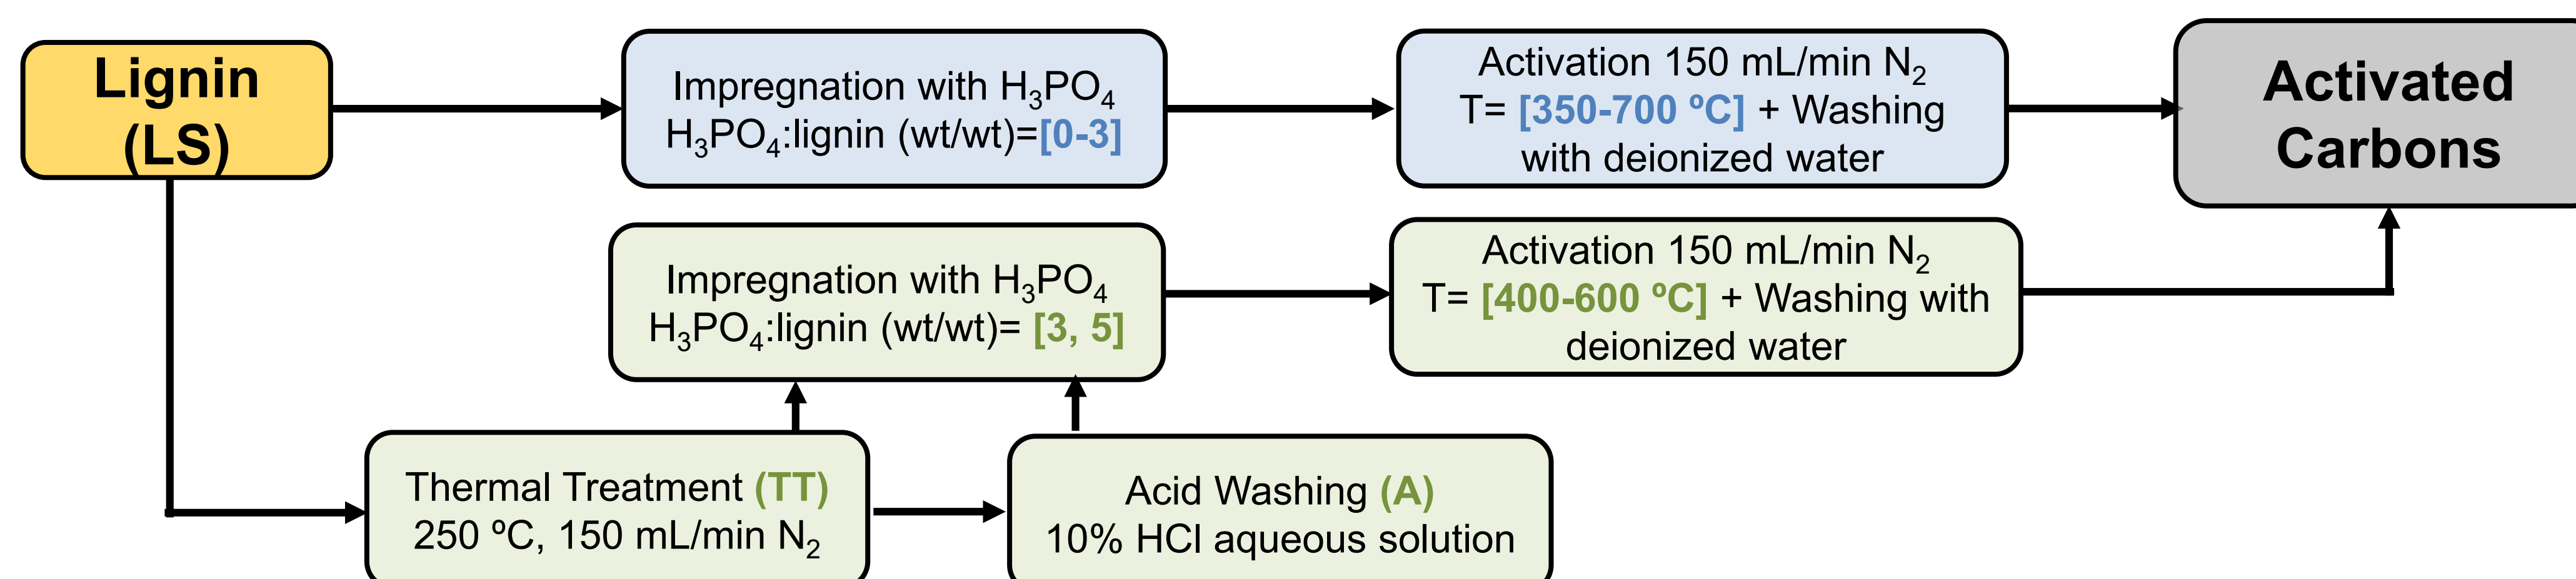 Lignin
(LS)
Impregnation with H₃PO₄
H₃PO₄:lignin (wt/wt)=[0-3]
Activation 150 mL/min N₂
T= [350-700 ºC] + Washing
with deionized water
Activated
Carbons
Impregnation with H₃PO₄
H₃PO₄:lignin (wt/wt)= [3, 5]
Activation 150 mL/min N₂
T= [400-600 ºC] + Washing with
deionized water
Thermal Treatment (TT)
250 ºC, 150 mL/min N₂
Acid Washing (A)
10% HCl aqueous solution